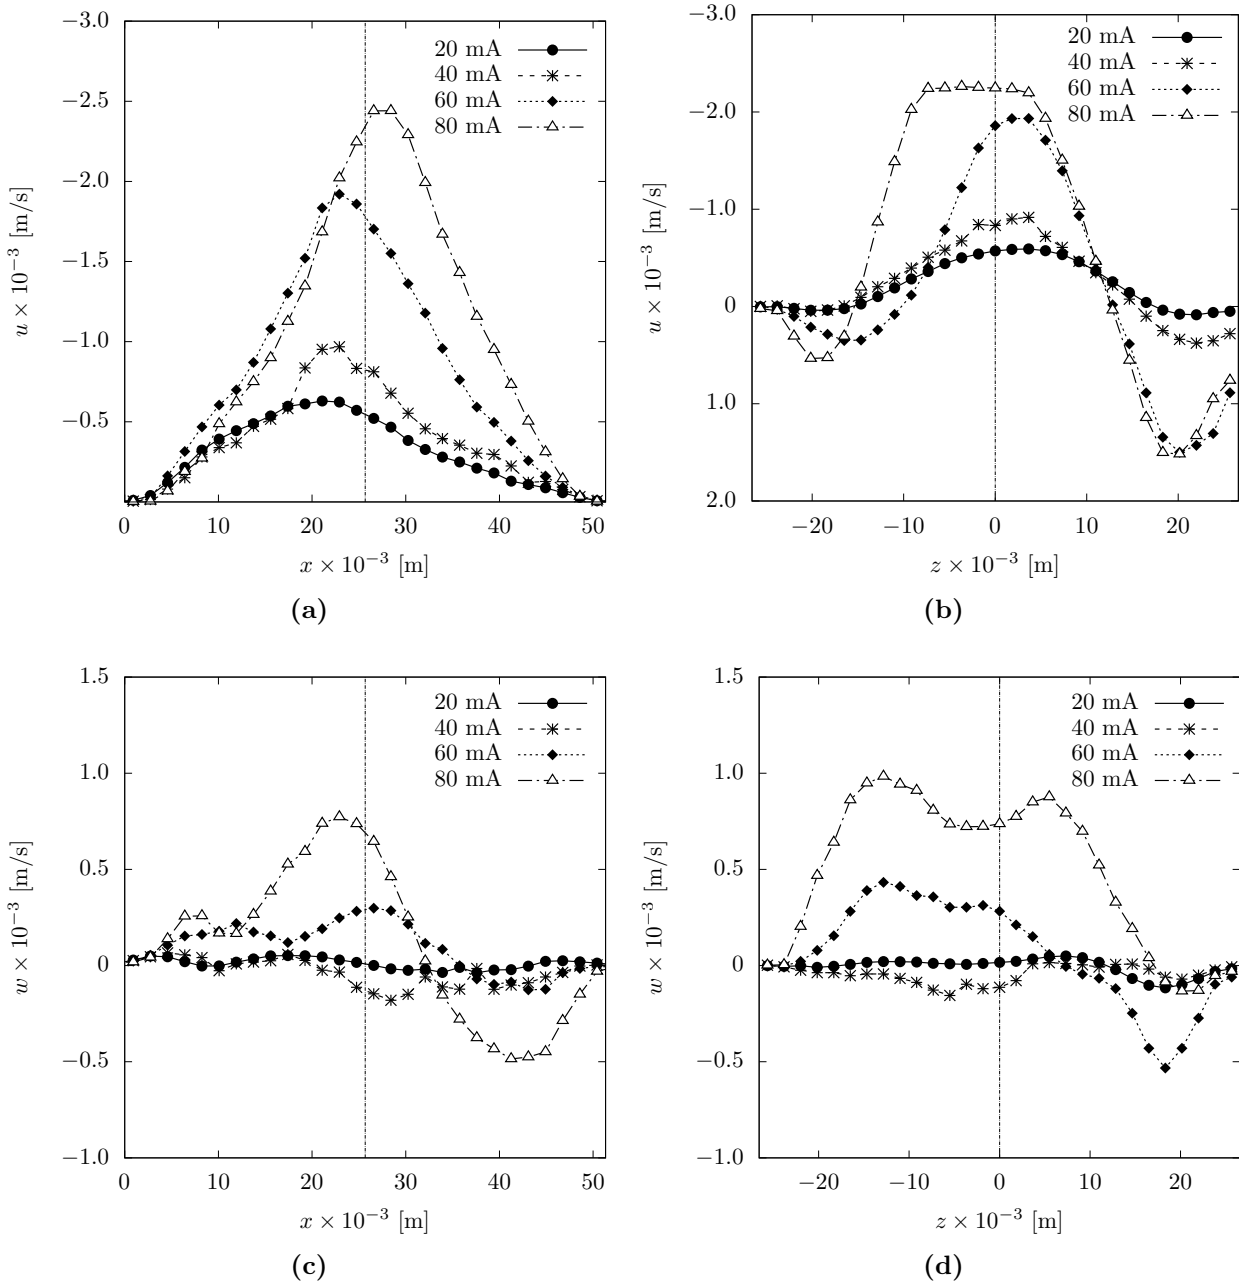 −3.0
−2.5
−2.0
−1.5
−1.0
−0.5
0
10
20
30
40
50
u × 10⁻³ [m/s]
x × 10⁻³ [m]
20 mA
40 mA
60 mA
80 mA
(a)
−3.0
−2.0
−1.0
0
1.0
2.0
−20
−10
0
10
20
u × 10⁻³ [m/s]
z × 10⁻³ [m]
20 mA
40 mA
60 mA
80 mA
(b)
1.5
1.0
0.5
0
−0.5
−1.0
0
10
20
30
40
50
w × 10⁻³ [m/s]
x × 10⁻³ [m]
20 mA
40 mA
60 mA
80 mA
(c)
1.5
1.0
0.5
0
−0.5
−1.0
−20
−10
0
10
20
w × 10⁻³ [m/s]
z × 10⁻³ [m]
20 mA
40 mA
60 mA
80 mA
(d)